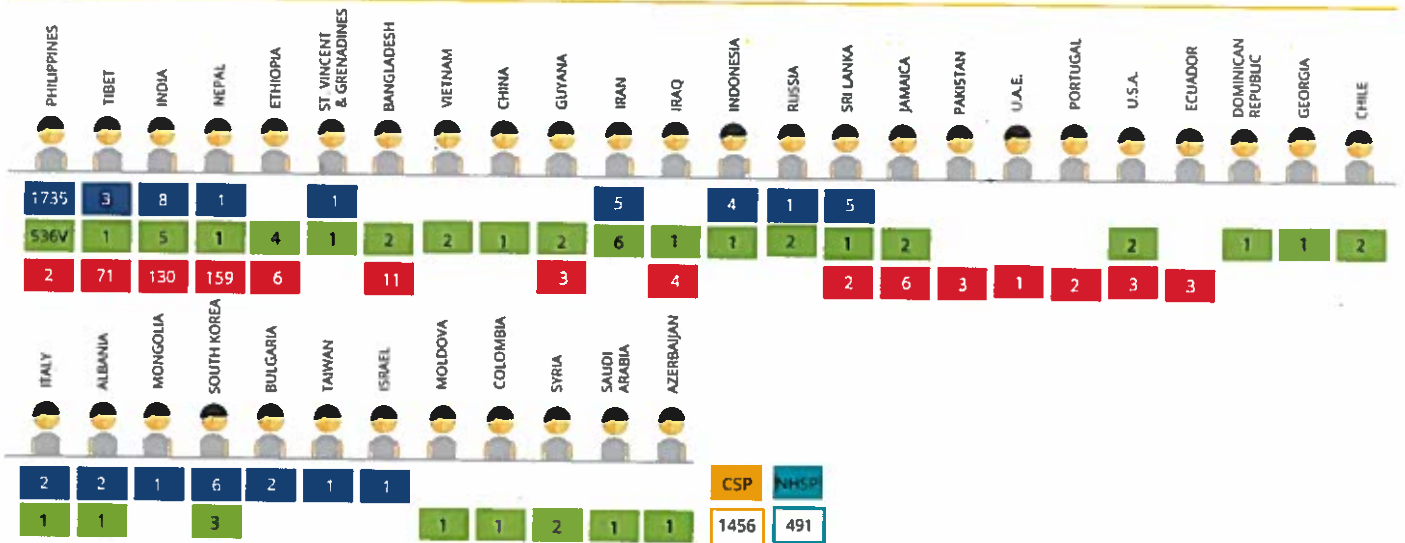 PHILIPPINES
TIBET
INDIA
NEPAL
ETHIOPIA
ST. VINCENT
& GRENADINES
BANGLADESH
VIETNAM
CHINA
GUYANA
IRAN
IRAQ
INDONESIA
RUSSIA
SRI LANKA
JAMAICA
PAKISTAN
U.A.E.
PORTUGAL
U.S.A.
ECUADOR
DOMINICAN
REPUBLIC
GEORGIA
CHILE
1735 3 8 1 1 5 4 1 5
536V 1 5 1 4 1 2 2 1 2 6 1 1 2 1 2 2 1 1 2
2 71 130 159 6 11 3 4 2 6 3 1 2 3 3
ITALY
ALBANIA
MONGOLIA
SOUTH KOREA
BULGARIA
TAIWAN
ISRAEL
MOLDOVA
COLOMBIA
SYRIA
SAUDI
ARABIA
AZERBAIJAN
2 2 1 6 2 1 1 CSP NHSP
1 1 3 1 1 2 1 1 1456 491